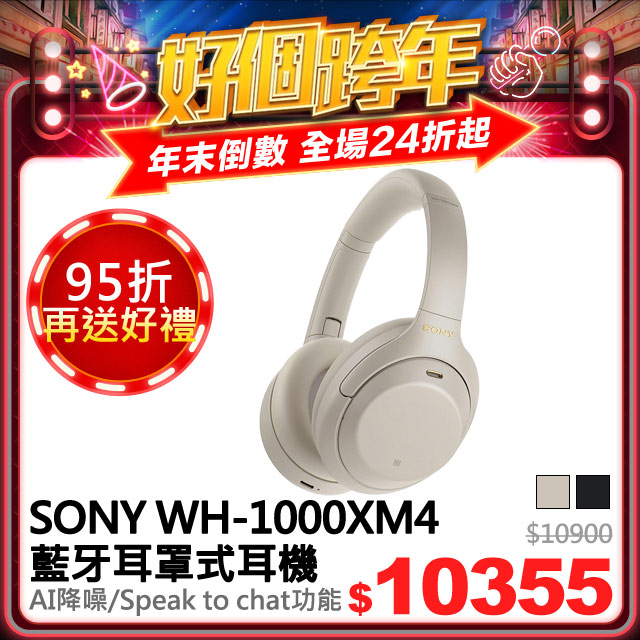 好個跨年
年末倒數 全場24折起
95折
再送好禮
SONY
SONY WH-1000XM4
藍牙耳罩式耳機
AI降噪/Speak to chat功能
$10900
$10355